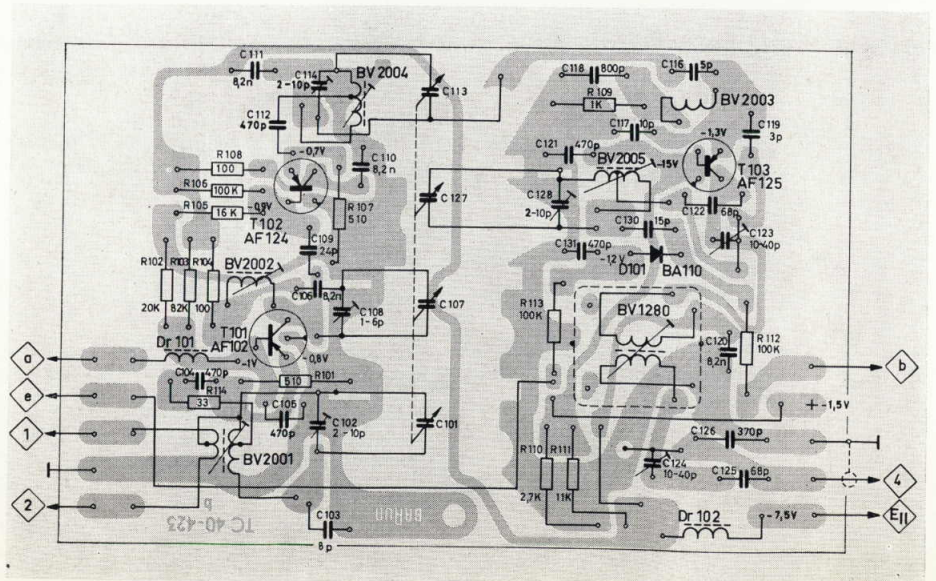 C111
8,2n
C114
2-10p
BV2004
C112
470p
C113
C118
800p
C116
5p
R109
1K
BV2003
C117
10p
C119
3p
-1,3V
R108
100
R106
100K
R105
16K
-0,7V
-0,9V
T102
AF124
C110
8,2n
R107
510
C121
470p
BV2005
-15V
T103
AF125
C127
C128
2-10p
C122
68p
C130
15p
C123
10-40p
C109
24p
C131
470p
-12V
D101
BA110
R102
R103
R104
20K
82K
100
BV2002
C106
8,2n
C108
1-6p
C107
R113
100K
BV1280
T101
AF102
C120
8,2n
R112
100K
a
Dr 101
-1V
-0,8V
b
C104
470p
510
R101
e
R114
33
C105
470p
C102
2-10p
C101
+ -1,5V
1
BV2001
C126
370p
R110
R111
2,7K
11K
C124
10-40p
C125
68p
4
2
b
TC 40-423
BARUN
C103
8p
Dr 102
-7,5V
EII